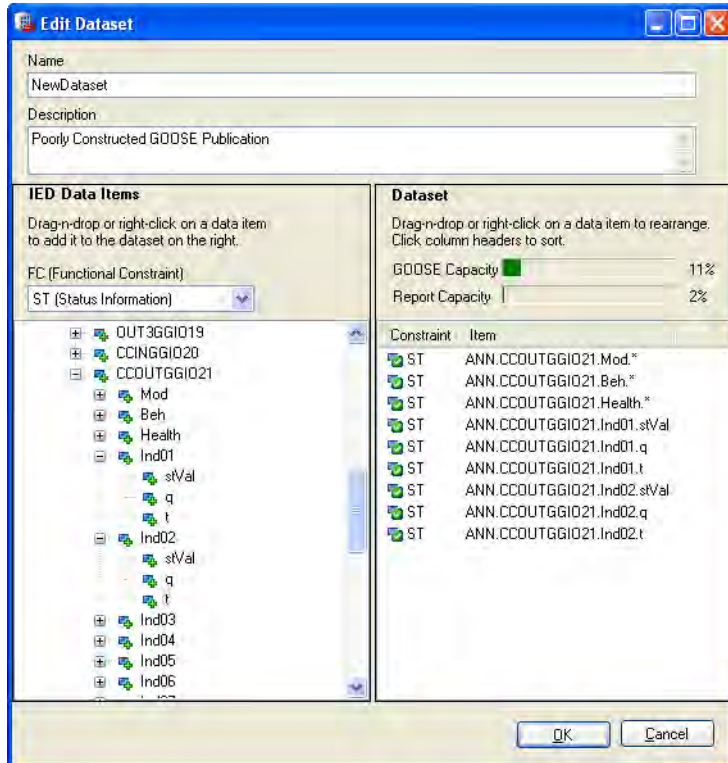 Edit Dataset
Name
NewDataset
Description
Poorly Constructed GOOSE Publication
IED Data Items
Drag-n-drop or right-click on a data item
to add it to the dataset on the right.
FC (Functional Constraint)
ST (Status Information)
OUT3GGIO19
CCINGGIO20
CCOUTGGIO21
Mod
Beh
Health
Ind01
stVal
q
t
Ind02
stVal
q
t
Ind03
Ind04
Ind05
Ind06
Dataset
Drag-n-drop or right-click on a data item to rearrange.
Click column headers to sort.
GOOSE Capacity 11%
Report Capacity 2%
Constraint Item
ST ANN.CCOUTGGIO21.Mod.*
ST ANN.CCOUTGGIO21.Beh.*
ST ANN.CCOUTGGIO21.Health.*
ST ANN.CCOUTGGIO21.Ind01.stVal
ST ANN.CCOUTGGIO21.Ind01.q
ST ANN.CCOUTGGIO21.Ind01.t
ST ANN.CCOUTGGIO21.Ind02.stVal
ST ANN.CCOUTGGIO21.Ind02.q
ST ANN.CCOUTGGIO21.Ind02.t
OK Cancel